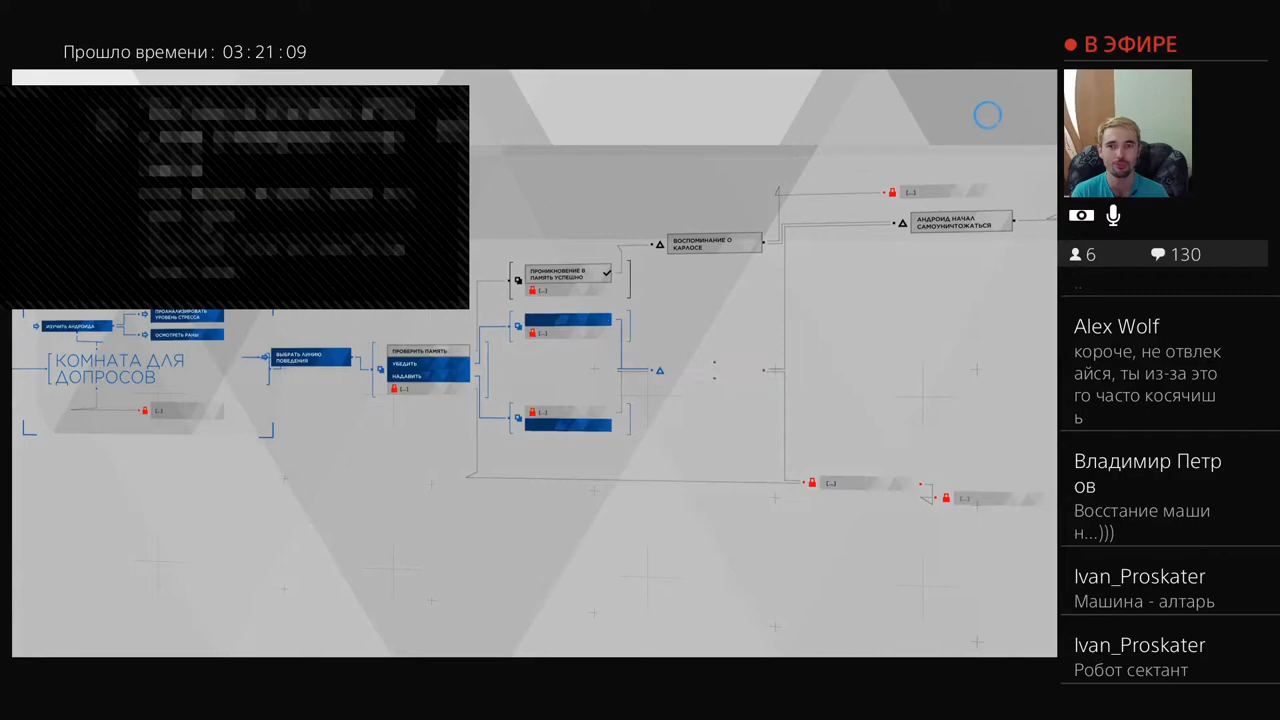 Прошло времени: 03:21:09
В ЭФИРЕ
6
130
..
Alex Wolf
короче, не отвлек
айся, ты из-за это
го часто косячиш
ь
Владимир Петр
ов
Восстание маши
н...)))
Ivan_Proskater
Машина - алтарь
Ivan_Proskater
Робот сектант
[...]
АНДРОИД НАЧАЛ
САМОУНИЧТОЖАТЬСЯ
ВОСПОМИНАНИЕ О
КАРЛОСЕ
ПРОНИКНОВЕНИЕ В
ПАМЯТЬ УСПЕШНО
[...]
ПРОАНАЛИЗИРОВАТЬ
УРОВЕНЬ СТРЕССА
ИЗУЧИТЬ АНДРОИДА
ОСМОТРЕТЬ РАНЫ
[...]
КОМНАТА ДЛЯ
ДОПРОСОВ
ВЫБРАТЬ ЛИНИЮ
ПОВЕДЕНИЯ
ПРОВЕРИТЬ ПАМЯТЬ
УБЕДИТЬ
НАДАВИТЬ
[...]
[...]
[...]
[...]
[...]